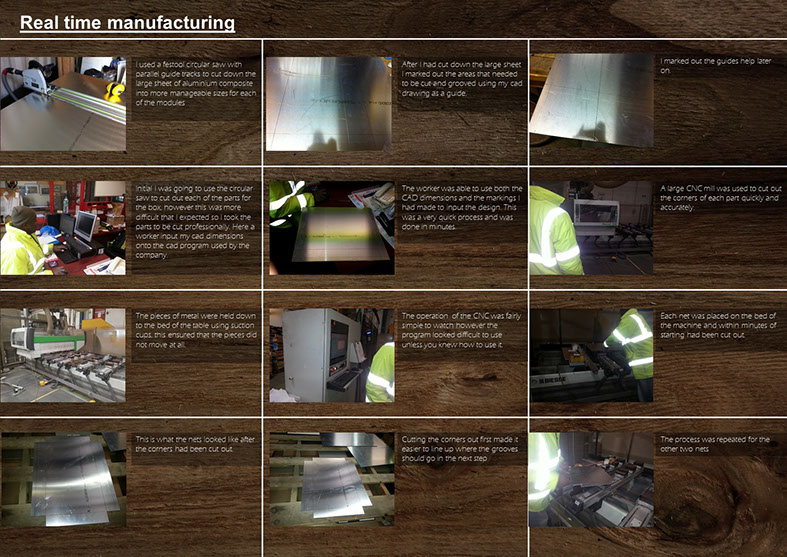 Real time manufacturing
I used a festool circular saw with
parallel guide tracks to cut down the
large sheet of aluminium composite
into more manageable sizes for each
of the modules
After I had cut down the large sheet
I marked out the areas that needed
to be cut and grooved using my cad
drawing as a guide,
I marked out the guides help later
on.
Initial I was going to use the circular
saw to cut out each of the parts for
the box, however this was more
difficult that I expected so I took the
parts to be cut professionally. Here a
worker input my cad dimensions
onto the cad program used by the
company.
The worker was able to use both the
CAD dimensions and the markings I
had made to input the design. This
was a very quick process and was
done in minutes.
A large CNC mill was used to cut out
the corners of each part quickly and
accurately.
The pieces of metal were held down
to the bed of the table using suction
cups, this ensured that the pieces did
not move at all.
The operation of the CNC was fairly
simple to watch however the
program looked difficult to use
unless you knew how to use it.
Each net was placed on the bed of
the machine and within minutes of
starting had been cut out.
This is what the nets looked like after
the corners had been cut out.
Cutting the corners out first made it
easier to line up where the grooves
should go in the next step
The process was repeated for the
other two nets